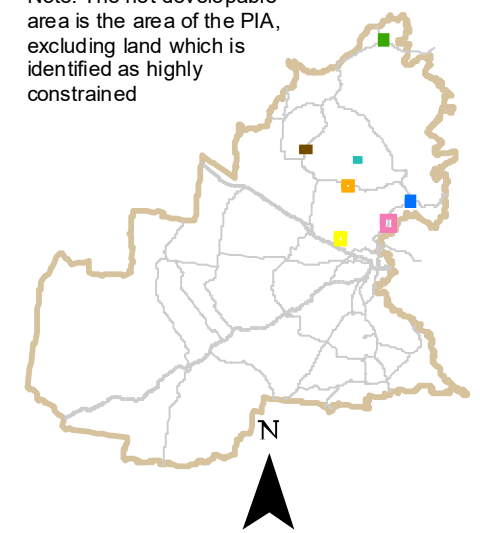 Note: The net developable
area is the area of the PIA,
excluding land which is
identified as highly
constrained
N